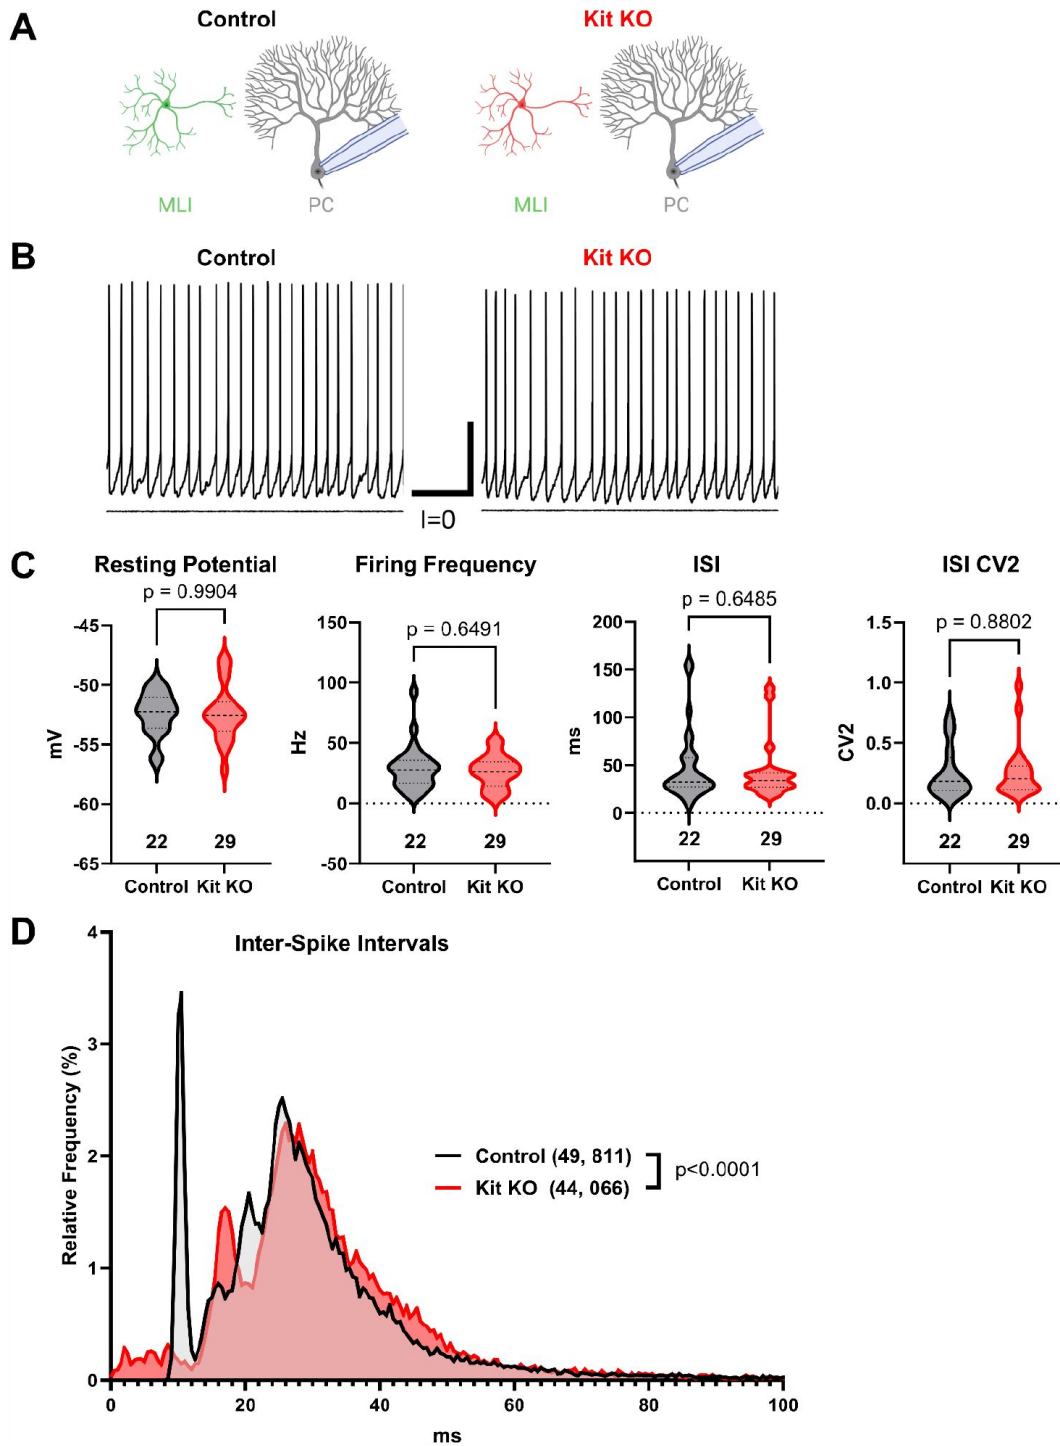 A
Control
Kit KO
MLI
PC
MLI
PC
B
Control
Kit KO
I=0
C
Resting Potential
Firing Frequency
ISI
ISI CV2
p = 0.9904
p = 0.6491
p = 0.6485
p = 0.8802
mV
-45
-50
-55
-60
-65
22
29
Control Kit KO
Hz
150
100
50
0
-50
22
29
Control
Kit KO
ms
200
150
100
50
0
22
29
Control
Kit KO
CV2
1.5
1.0
0.5
0.0
22
29
Control Kit KO
D
Inter-Spike Intervals
Relative Frequency (%)
4
3
2
1
0
Control (49, 811)
Kit KO (44, 066)
p<0.0001
0
20
40
60
80
100
ms